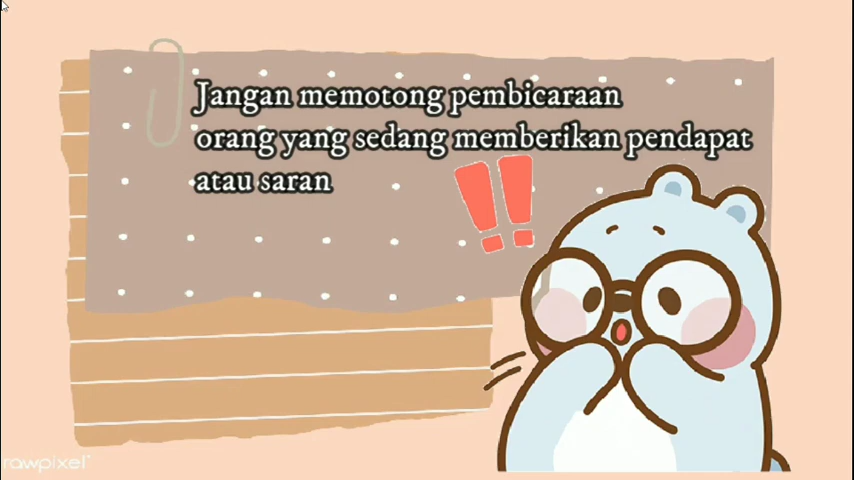 Jangan memotong pembicaraan
orang yang sedang memberikan pendapat
atau saran
rawpixel